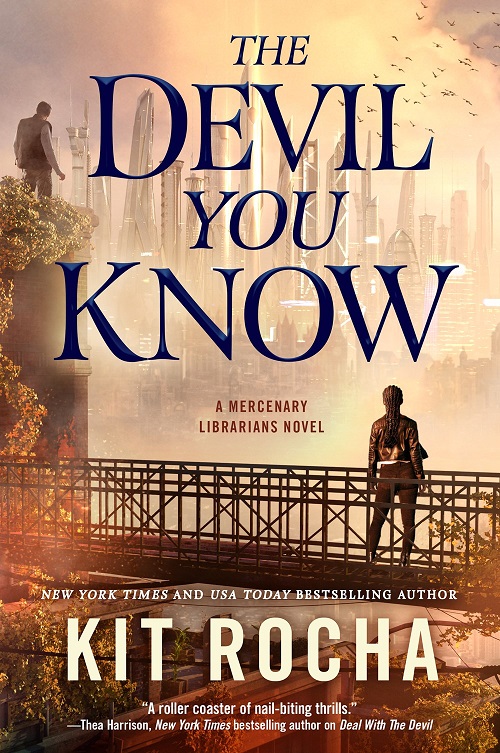 THE
DEVIL
YOU
KNOW
A MERCENARY
LIBRARIANS NOVEL
NEW YORK TIMES AND USA TODAY BESTSELLING AUTHOR
KIT ROCHA
“A roller coaster of nail-biting thrills.”
—Thea Harrison, New York Times bestselling author on Deal With The Devil